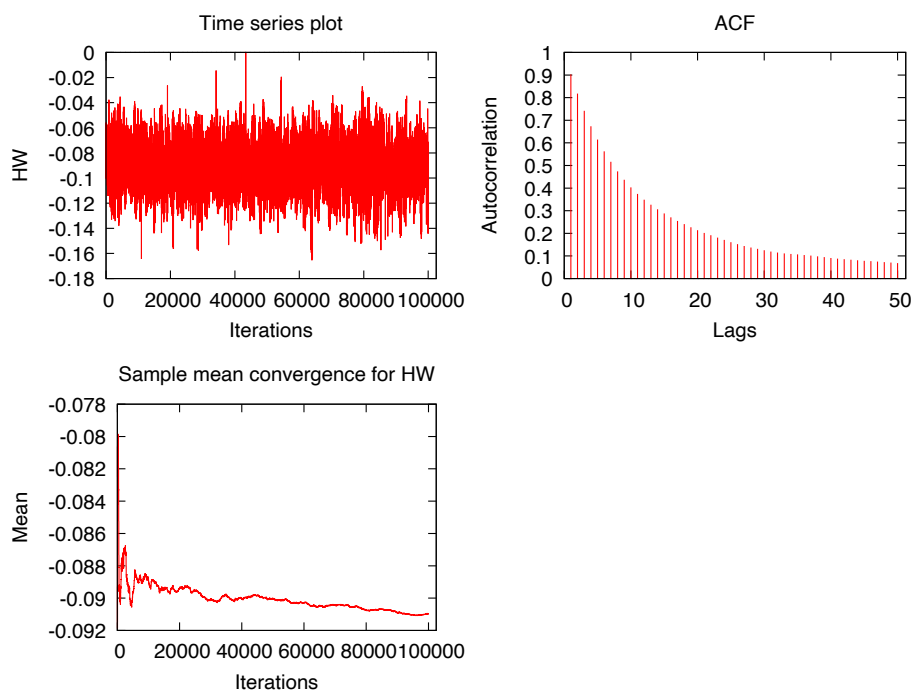 Time series plot
HW
0
-0.02
-0.04
-0.06
-0.08
-0.1
-0.12
-0.14
-0.16
-0.18
0 20000 40000 60000 80000 100000
Iterations
ACF
Autocorrelation
1
0.9
0.8
0.7
0.6
0.5
0.4
0.3
0.2
0.1
0
0 10 20 30 40 50
Lags
Sample mean convergence for HW
Mean
-0.078
-0.08
-0.082
-0.084
-0.086
-0.088
-0.09
-0.092
0 20000 40000 60000 80000 100000
Iterations